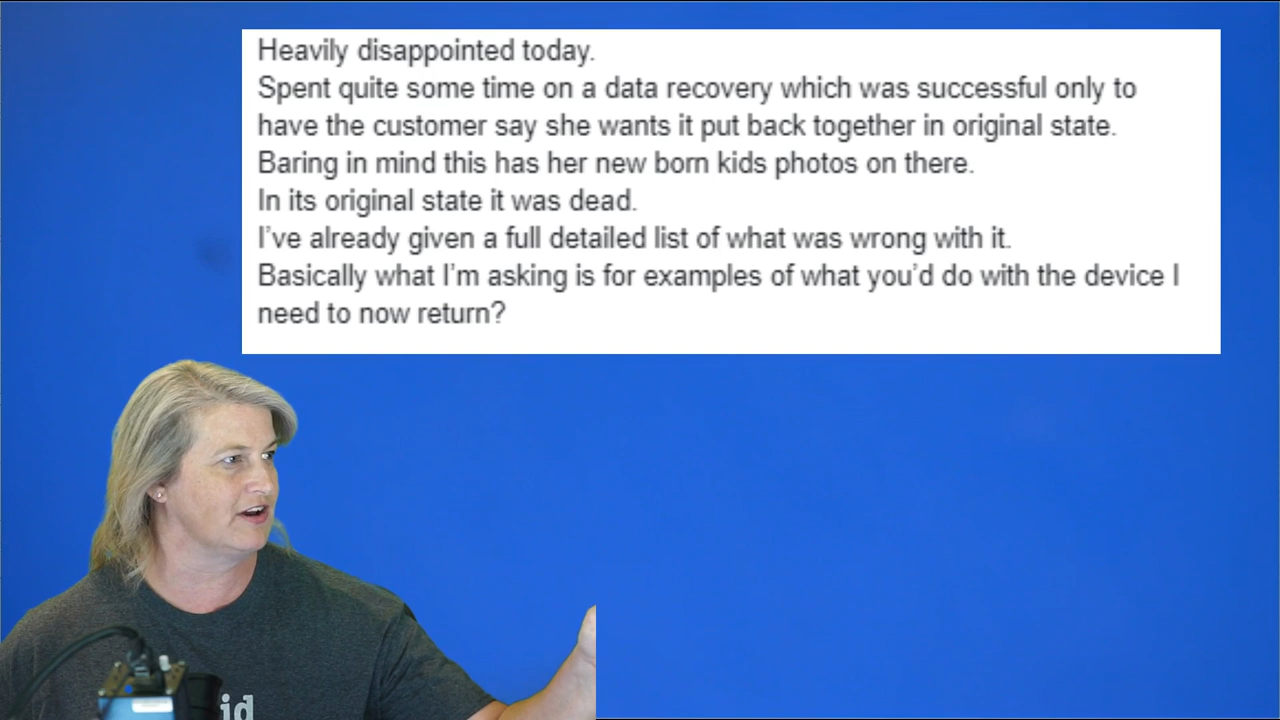 Heavily disappointed today.
Spent quite some time on a data recovery which was successful only to
have the customer say she wants it put back together in original state.
Baring in mind this has her new born kids photos on there.
In its original state it was dead.
I've already given a full detailed list of what was wrong with it.
Basically what I'm asking is for examples of what you'd do with the device I
need to now return?
id